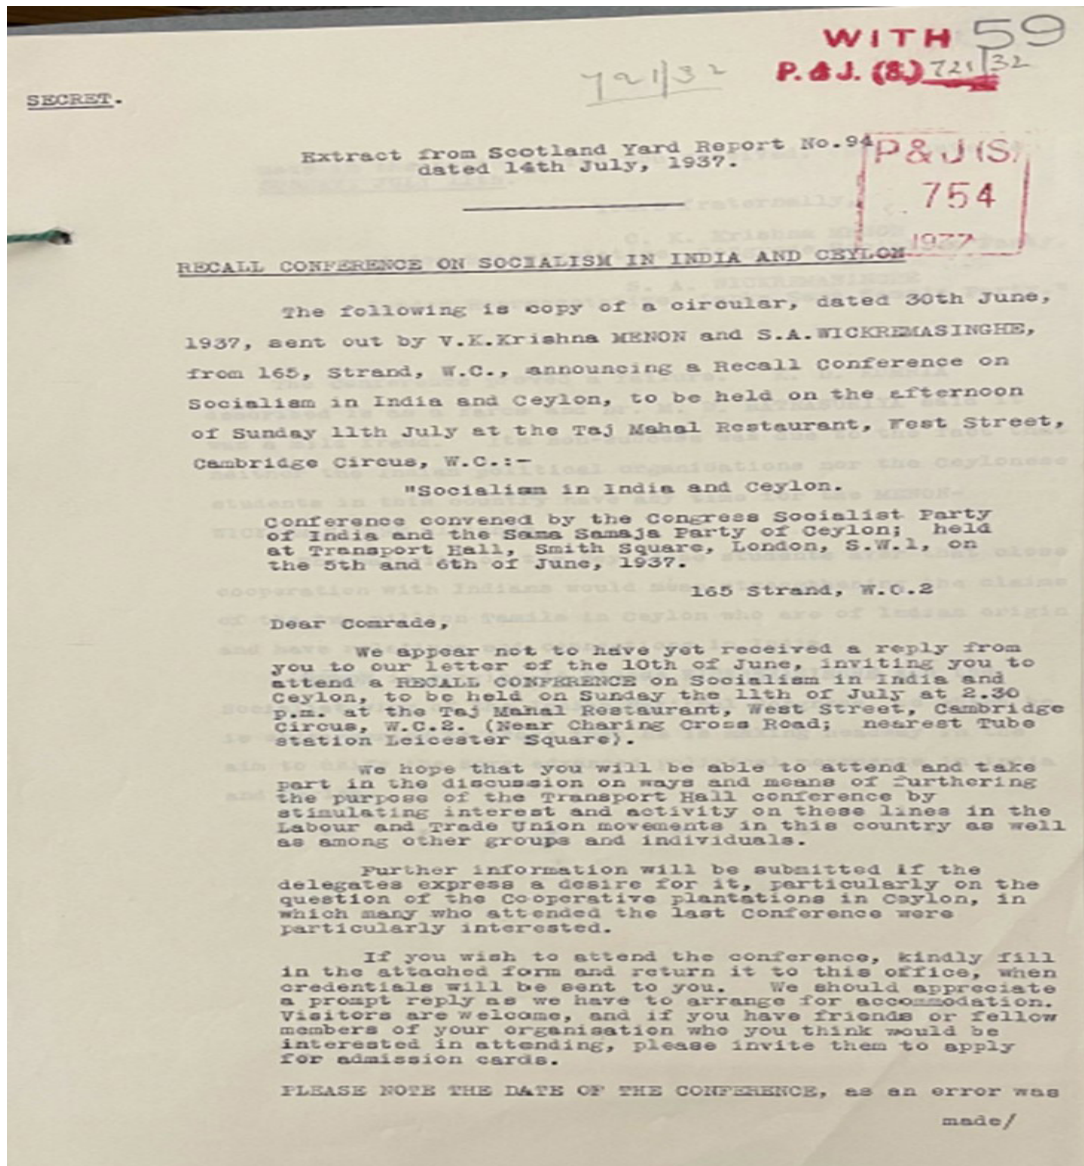 WITH 59
P. & J. (S.) 721/32
721/32
SECRET.
Extract from Scotland Yard Report No.94
dated 14th July, 1937.
P&J(S)
754
1937
RECALL CONFERENCE ON SOCIALISM IN INDIA AND CEYLON
The following is copy of a circular, dated 30th June,
1937, sent out by V.K.Krishna MENON and S.A.WICKREMASINGHE,
from 165, Strand, W.C., announcing a Recall Conference on
Socialism in India and Ceylon, to be held on the afternoon
of Sunday 11th July at the Taj Mahal Restaurant, West Street,
Cambridge Circus, W.C.:-
"Socialism in India and Ceylon.
Conference convened by the Congress Socialist Party
of India and the Sama Samaja Party of Ceylon; held
at Transport Hall, Smith Square, London, S.W.1, on
the 5th and 6th of June, 1937.
165 Strand, W.C.2
Dear Comrade,
We appear not to have yet received a reply from
you to our letter of the 10th of June, inviting you to
attend a RECALL CONFERENCE on Socialism in India and
Ceylon, to be held on Sunday the 11th of July at 2.30
p.m. at the Taj Mahal Restaurant, West Street, Cambridge
Circus, W.C.2. (Near Charing Cross Road; nearest Tube
station Leicester Square).
We hope that you will be able to attend and take
part in the discussion on ways and means of furthering
the purpose of the Transport Hall conference by
stimulating interest and activity on these lines in the
Labour and Trade Union movements in this country as well
as among other groups and individuals.
Further information will be submitted if the
delegates express a desire for it, particularly on the
question of the Co-operative plantations in Ceylon, in
which many who attended the last Conference were
particularly interested.
If you wish to attend the conference, kindly fill
in the attached form and return it to this office, when
credentials will be sent to you. We should appreciate
a prompt reply as we have to arrange for accommodation.
Visitors are welcome, and if you have friends or fellow
members of your organisation who you think would be
interested in attending, please invite them to apply
for admission cards.
PLEASE NOTE THE DATE OF THE CONFERENCE, as an error was
made/